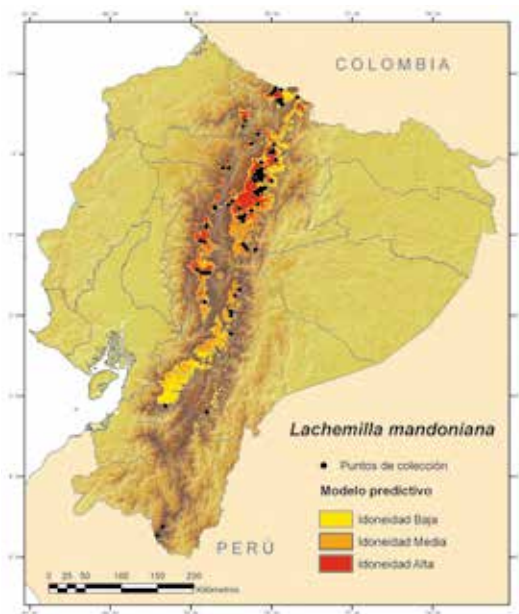 COLOMBIA
Lachemilla mandoniana
Puntos de colección
Modelo predictivo
Idoneidad Baja
Idoneidad Media
Idoneidad Alta
PERÚ
0 25 50 100 150 200
Kilómetros